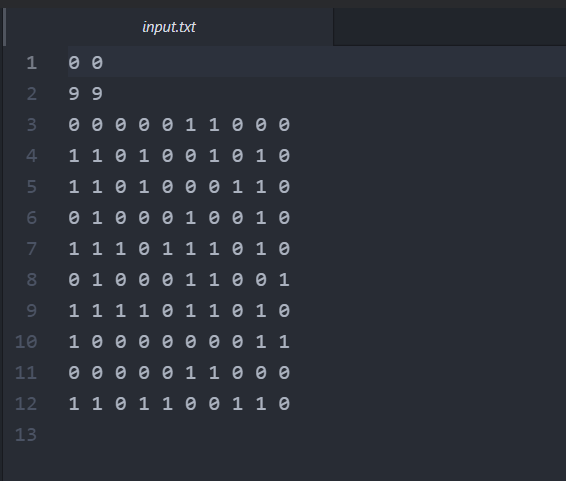 input.txt
1 0 0
2 9 9
3 0 0 0 0 0 1 1 0 0 0
4 1 1 0 1 0 0 1 0 1 0
5 1 1 0 1 0 0 0 1 1 0
6 0 1 0 0 0 1 0 0 1 0
7 1 1 1 0 1 1 1 0 1 0
8 0 1 0 0 0 1 1 0 0 1
9 1 1 1 1 0 1 1 0 1 0
10 1 0 0 0 0 0 0 0 1 1
11 0 0 0 0 0 1 1 0 0 0
12 1 1 0 1 1 0 0 1 1 0
13